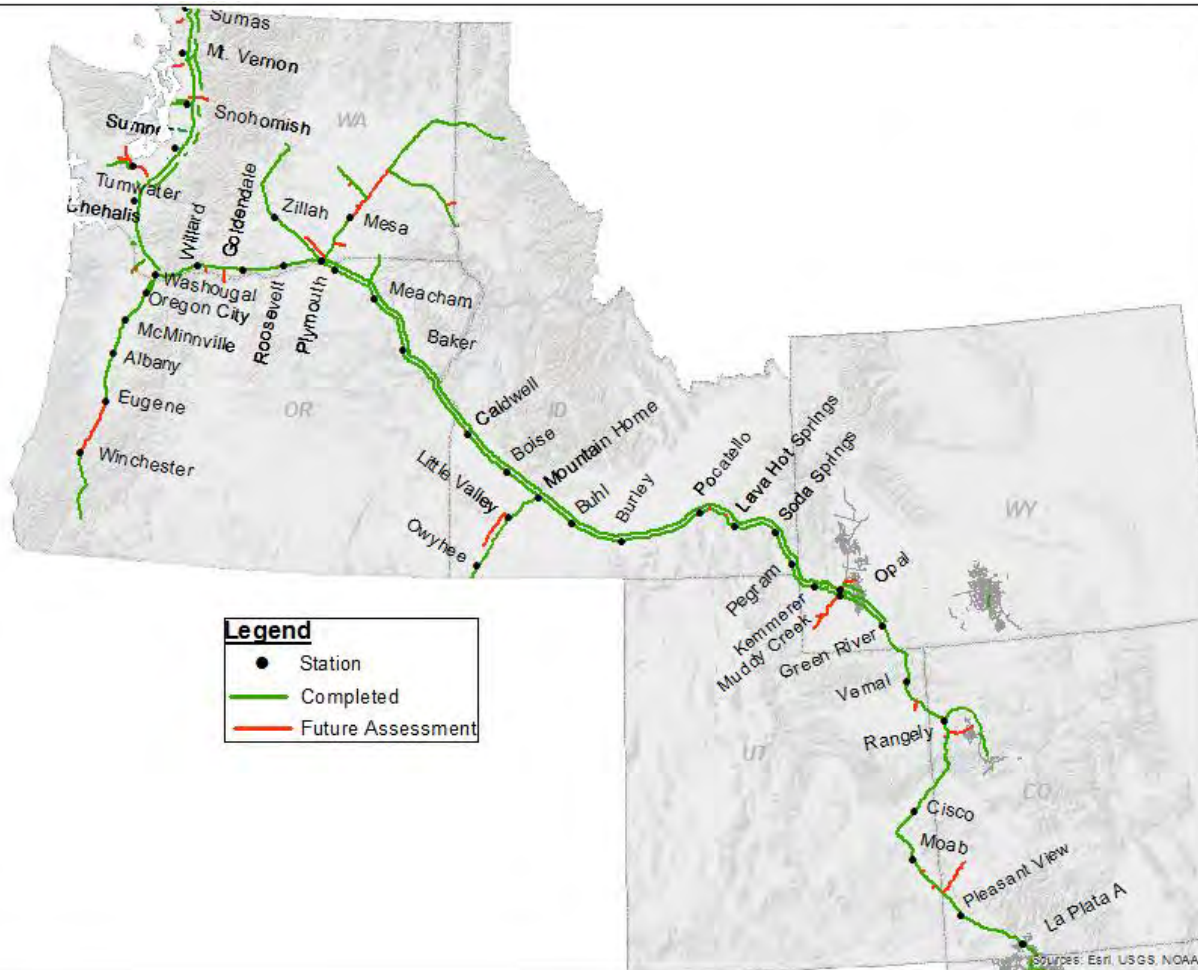 Sumas
Mt. Vernon
Snohomish
WA
Tumwater
Chehalis
Willard
Goldendale
Zillah
Mesa
Washougal
Oregon City
Roosevelt
Plymouth
Meacham
McMinnville
Baker
Albany
Eugene
OR
Winchester
Caldwell
Boise
ID
Mountain Home
Little Valley
Owyhee
Buhl
Burley
Pocatello
Lava Hot Springs
Soda Springs
WY
Pegram
Kemmerer
Muddy Creek
Opal
Green River
Vernal
Rangely
UT
CO
Cisco
Moab
Pleasant View
La Plata A
Legend
Station
Completed
Future Assessment
Sources: Esri, USGS, NOAA